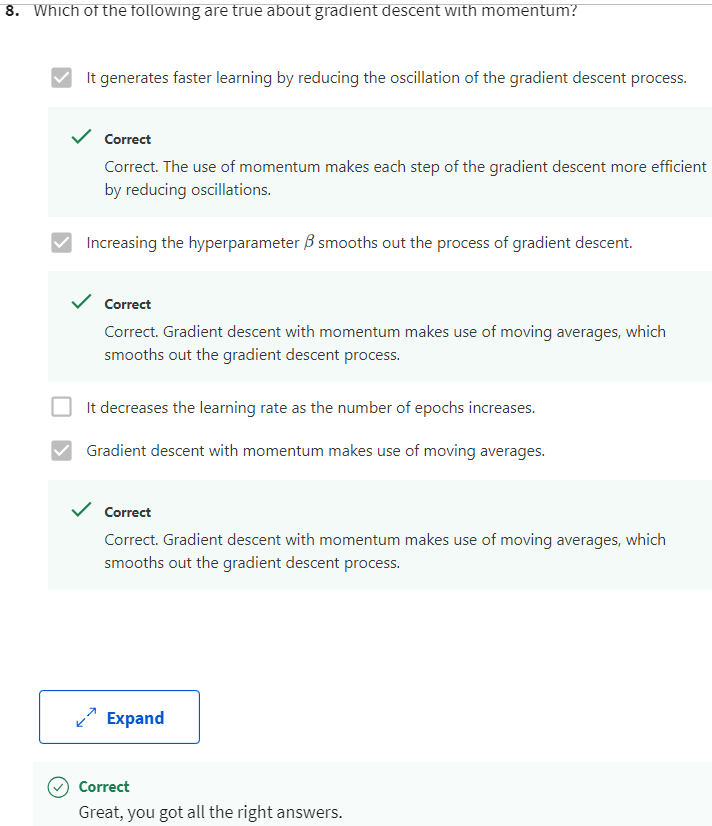 8. Which of the following are true about gradient descent with momentum?
It generates faster learning by reducing the oscillation of the gradient descent process.
Correct
Correct. The use of momentum makes each step of the gradient descent more efficient
by reducing oscillations.
Increasing the hyperparameter β smooths out the process of gradient descent.
Correct
Correct. Gradient descent with momentum makes use of moving averages, which
smooths out the gradient descent process.
It decreases the learning rate as the number of epochs increases.
Gradient descent with momentum makes use of moving averages.
Correct
Correct. Gradient descent with momentum makes use of moving averages, which
smooths out the gradient descent process.
Expand
Correct
Great, you got all the right answers.